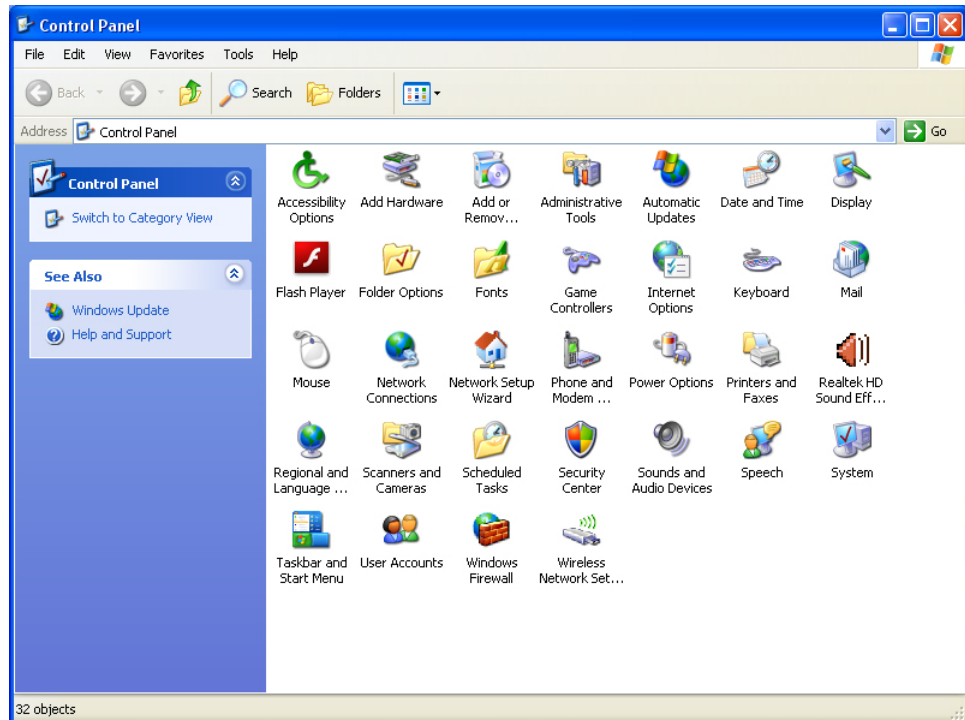 Control Panel
File Edit View Favorites Tools Help
Back Search Folders
Address Control Panel Go
Control Panel
Switch to Category View
See Also
Windows Update
Help and Support
Accessibility Options
Add Hardware
Add or Remov...
Administrative Tools
Automatic Updates
Date and Time
Display
Flash Player
Folder Options
Fonts
Game Controllers
Internet Options
Keyboard
Mail
Mouse
Network Connections
Network Setup Wizard
Phone and Modem ...
Power Options
Printers and Faxes
Realtek HD Sound Eff...
Regional and Language ...
Scanners and Cameras
Scheduled Tasks
Security Center
Sounds and Audio Devices
Speech
System
Taskbar and Start Menu
User Accounts
Windows Firewall
Wireless Network Set...
32 objects